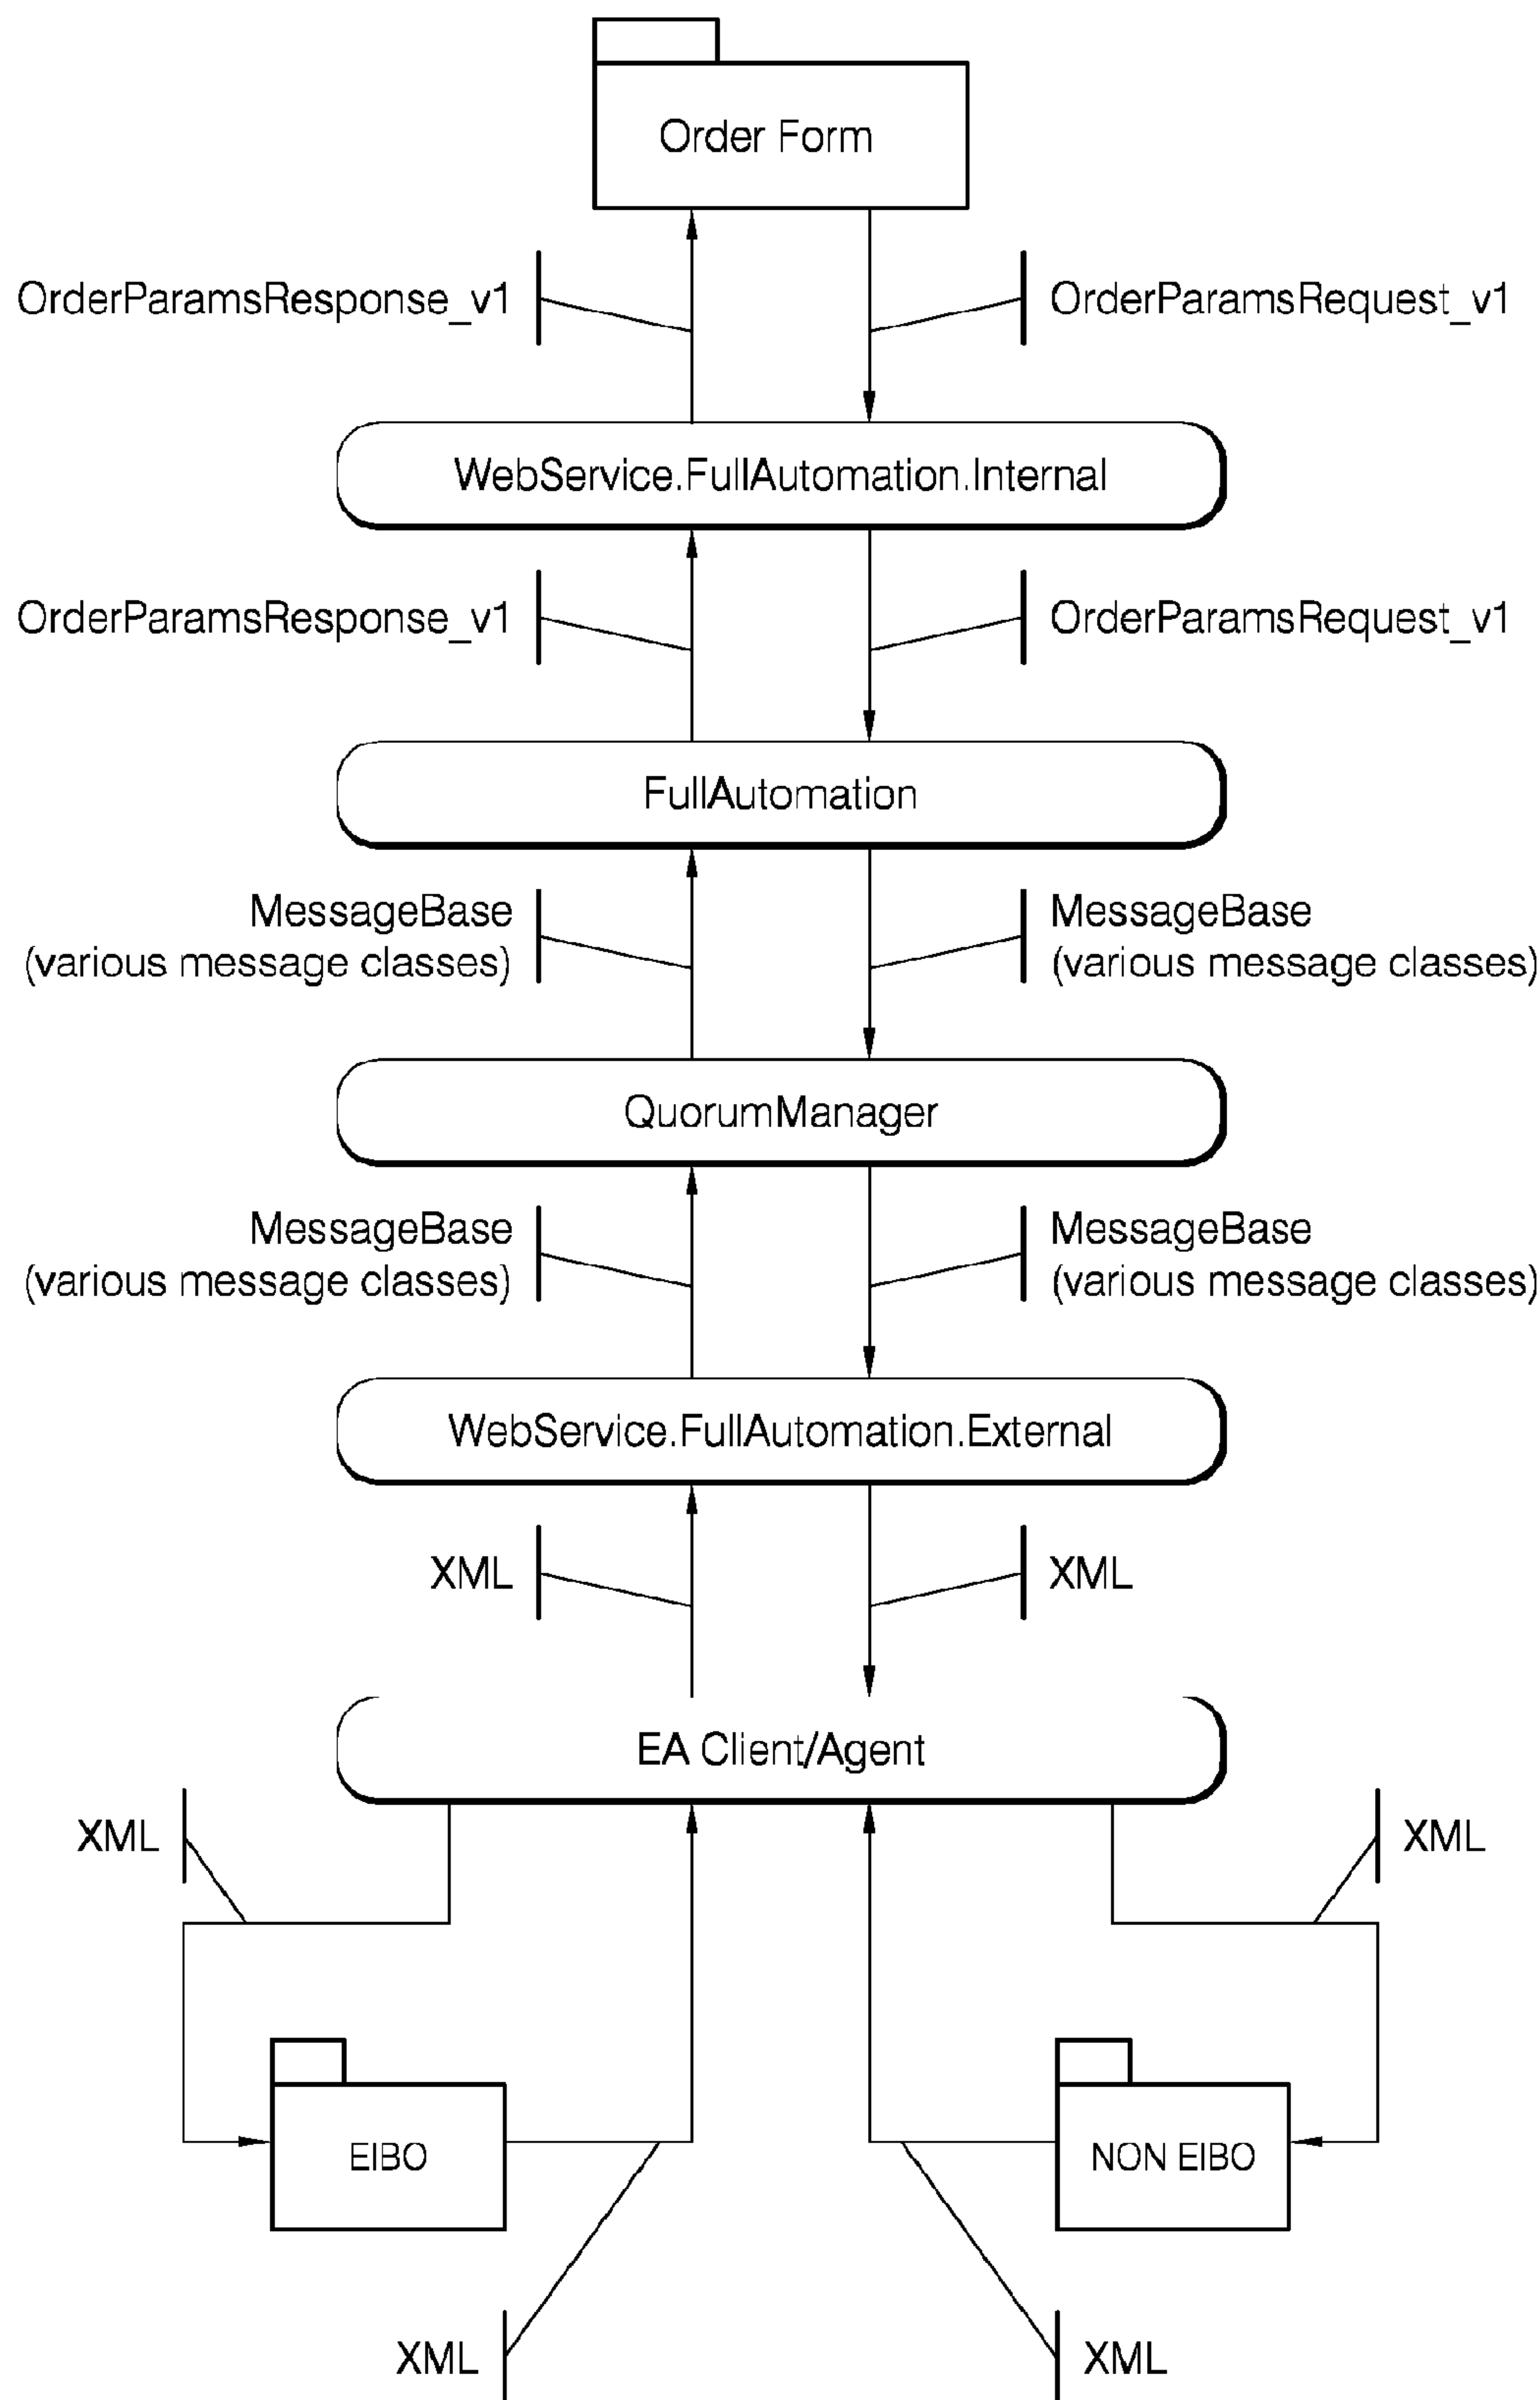 Order Form
OrderParamsResponse_v1
OrderParamsRequest_v1
WebService.FullAutomation.Internal
OrderParamsResponse_v1
OrderParamsRequest_v1
FullAutomation
MessageBase
(various message classes)
MessageBase
(various message classes)
QuorumManager
MessageBase
(various message classes)
MessageBase
(various message classes)
WebService.FullAutomation.External
XML
XML
EA Client/Agent
XML
XML
EIBO
NON EIBO
XML
XML